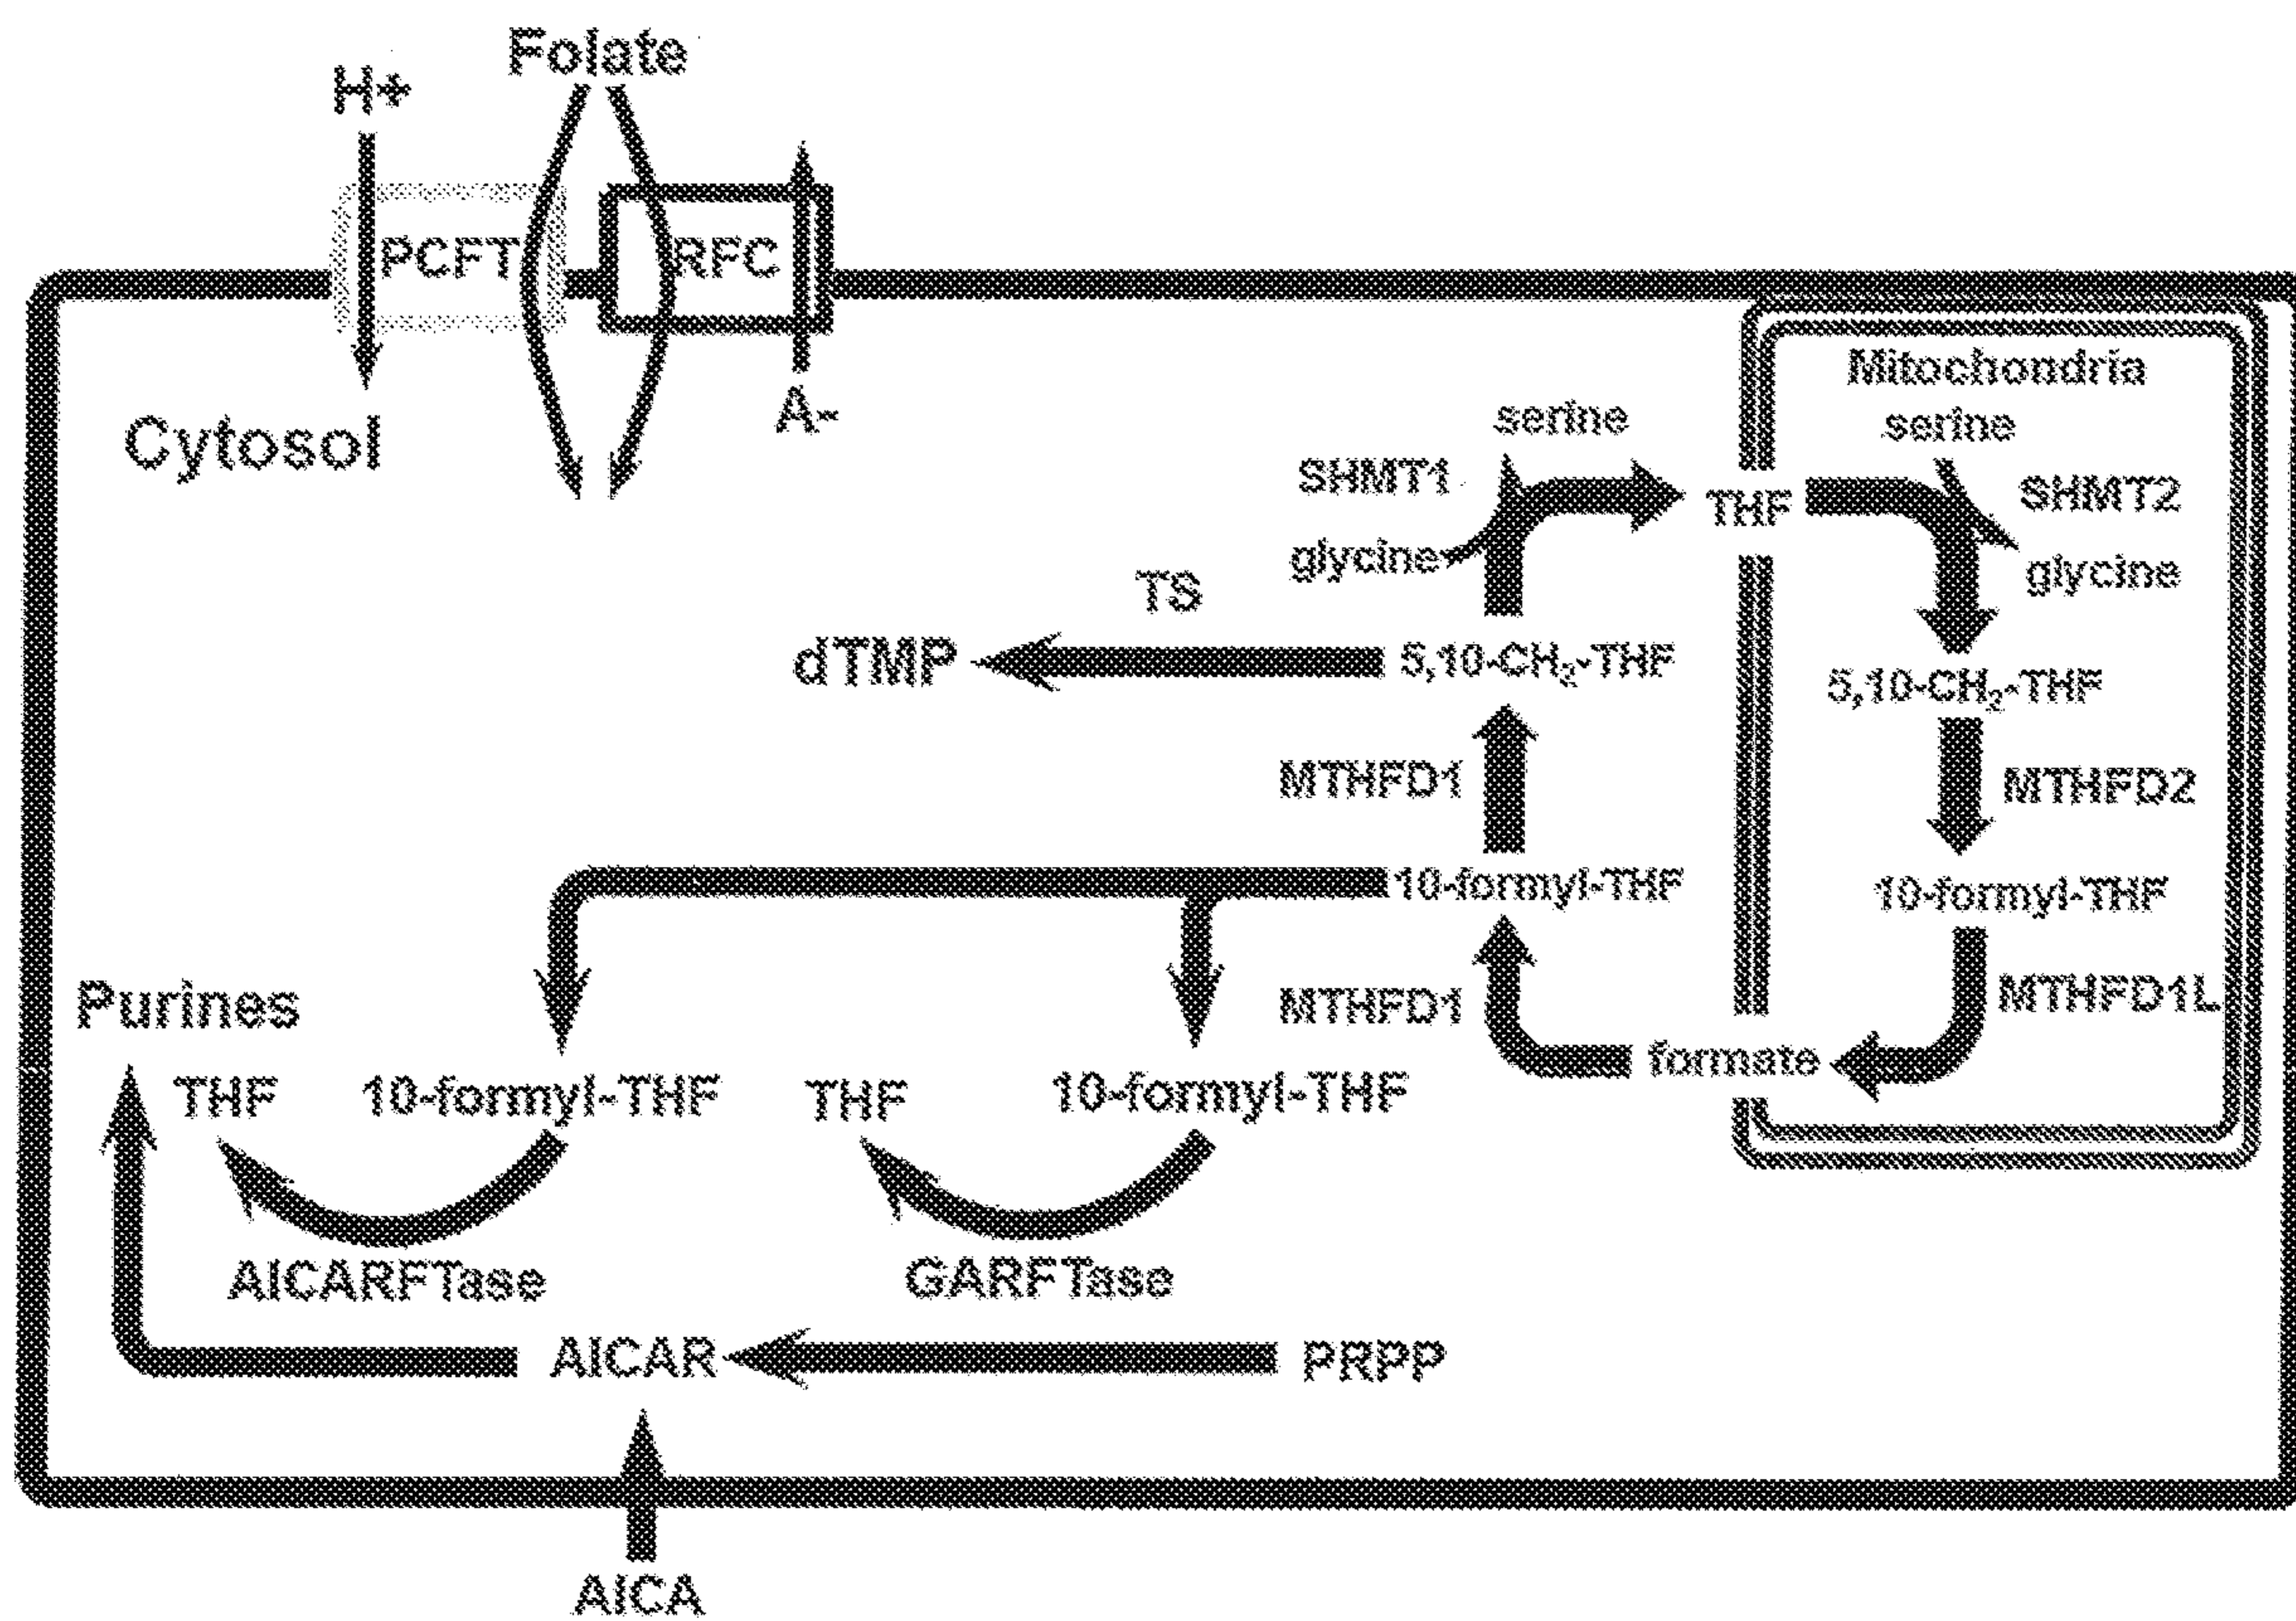 Folate
H+
PCFT
RFC
A-
Cytosol
Mitochondria
serine
serine
SHMT1
SHMT2
THF
glycine
glycine
TS
dTMP
5,10-CH₂-THF
5,10-CH₂-THF
MTHFD1
MTHFD2
10-formyl-THF
10-formyl-THF
Purines
MTHFD1
MTHFD1L
formate
THF
10-formyl-THF
THF
10-formyl-THF
AICARFTase
GARFTase
AICAR
PRPP
AICA